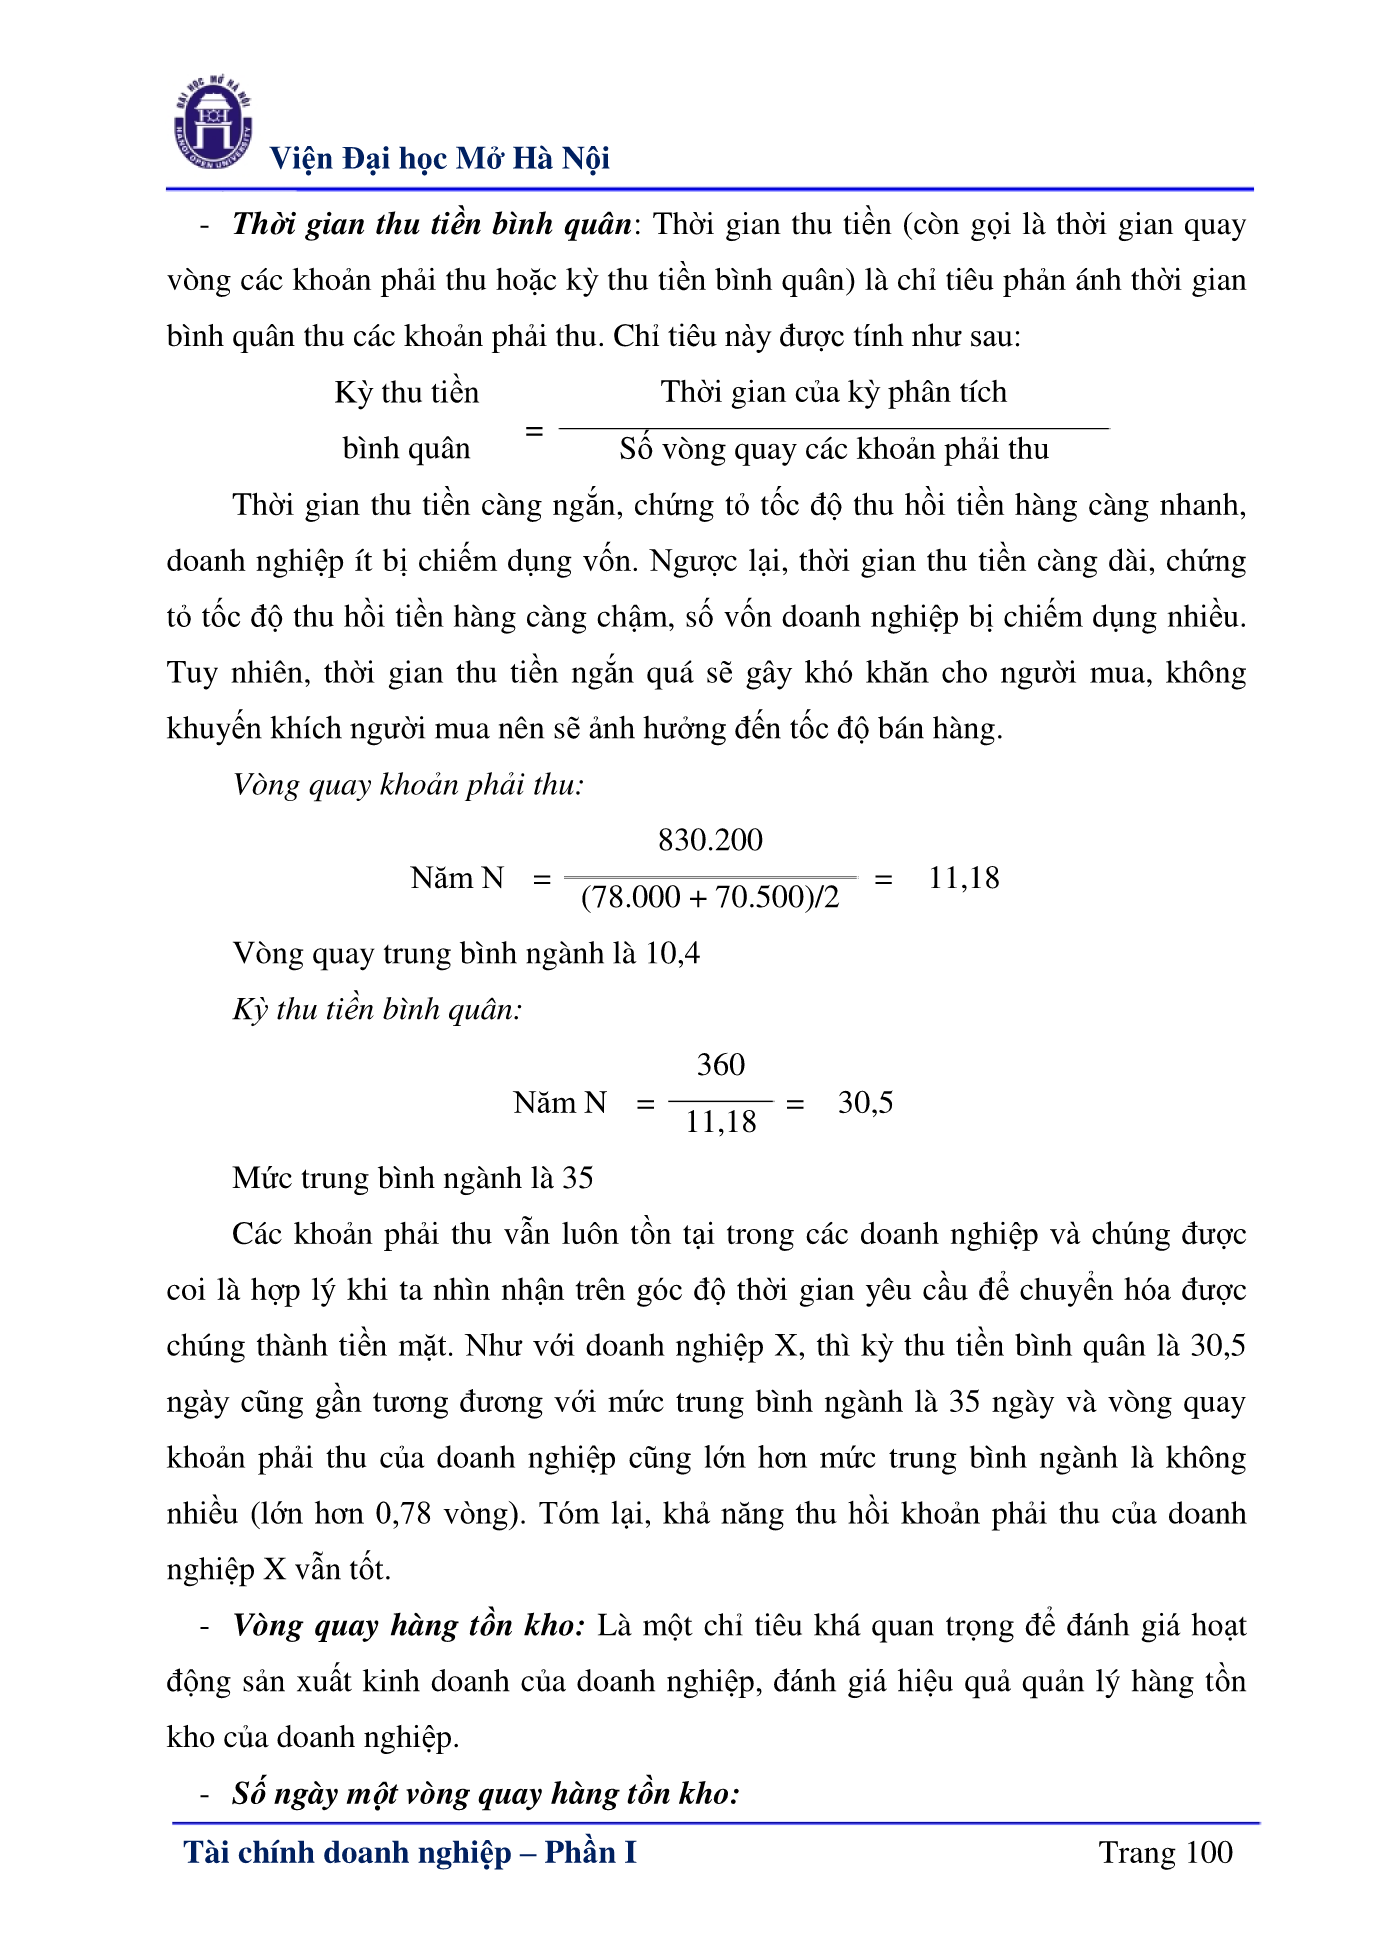 ĐẠI HỌC MỞ HÀ NỘI
HANOI OPEN UNIVERSITY
Viện Đại học Mở Hà Nội
- Thời gian thu tiền bình quân: Thời gian thu tiền (còn gọi là thời gian quay
vòng các khoản phải thu hoặc kỳ thu tiền bình quân) là chỉ tiêu phản ánh thời gian
bình quân thu các khoản phải thu. Chỉ tiêu này được tính như sau:
Kỳ thu tiền
bình quân
=
Thời gian của kỳ phân tích
Số vòng quay các khoản phải thu
Thời gian thu tiền càng ngắn, chứng tỏ tốc độ thu hồi tiền hàng càng nhanh,
doanh nghiệp ít bị chiếm dụng vốn. Ngược lại, thời gian thu tiền càng dài, chứng
tỏ tốc độ thu hồi tiền hàng càng chậm, số vốn doanh nghiệp bị chiếm dụng nhiều.
Tuy nhiên, thời gian thu tiền ngắn quá sẽ gây khó khăn cho người mua, không
khuyến khích người mua nên sẽ ảnh hưởng đến tốc độ bán hàng.
Vòng quay khoản phải thu:
830.200
Năm N = = 11,18
(78.000 + 70.500)/2
Vòng quay trung bình ngành là 10,4
Kỳ thu tiền bình quân:
360
Năm N = = 30,5
11,18
Mức trung bình ngành là 35
Các khoản phải thu vẫn luôn tồn tại trong các doanh nghiệp và chúng được
coi là hợp lý khi ta nhìn nhận trên góc độ thời gian yêu cầu để chuyển hóa được
chúng thành tiền mặt. Như với doanh nghiệp X, thì kỳ thu tiền bình quân là 30,5
ngày cũng gần tương đương với mức trung bình ngành là 35 ngày và vòng quay
khoản phải thu của doanh nghiệp cũng lớn hơn mức trung bình ngành là không
nhiều (lớn hơn 0,78 vòng). Tóm lại, khả năng thu hồi khoản phải thu của doanh
nghiệp X vẫn tốt.
- Vòng quay hàng tồn kho: Là một chỉ tiêu khá quan trọng để đánh giá hoạt
động sản xuất kinh doanh của doanh nghiệp, đánh giá hiệu quả quản lý hàng tồn
kho của doanh nghiệp.
- Số ngày một vòng quay hàng tồn kho:
Tài chính doanh nghiệp – Phần I Trang 100